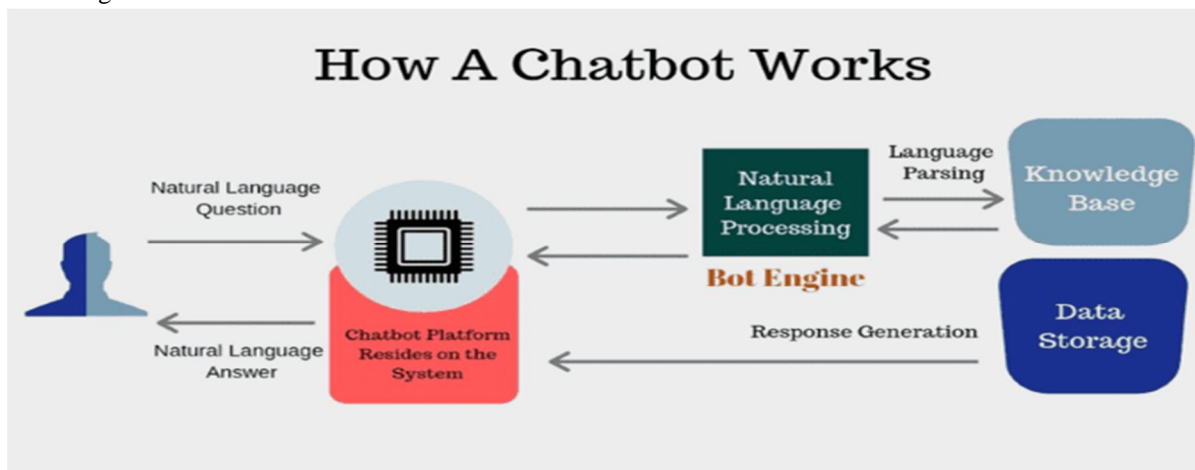 How A Chatbot Works
Natural Language
Question
Natural Language
Answer
Chatbot Platform
Resides on the
System
Natural
Language
Processing
Bot Engine
Language
Parsing
Knowledge
Base
Response Generation
Data
Storage